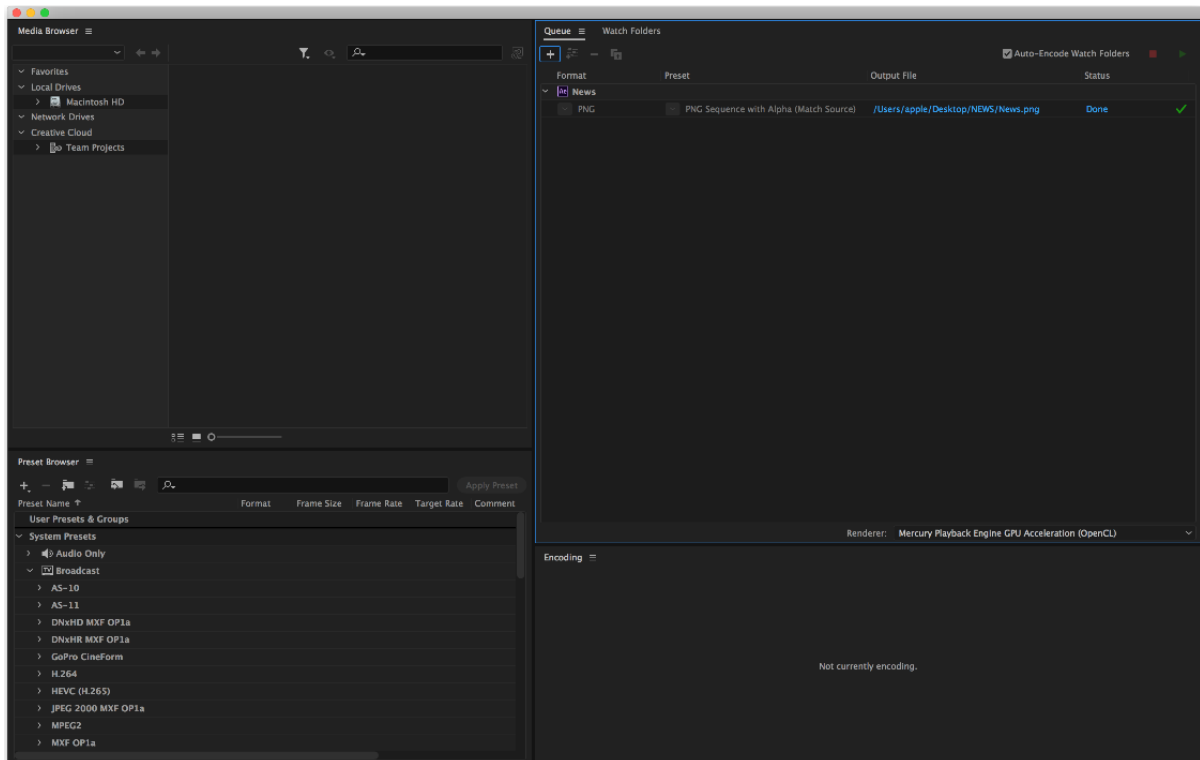 Media Browser
Favorites
Local Drives
Macintosh HD
Network Drives
Creative Cloud
Team Projects
Queue Watch Folders
Auto-Encode Watch Folders
Format Preset Output File Status
Ae News
PNG PNG Sequence with Alpha (Match Source) /Users/apple/Desktop/NEWS/News.png Done
Renderer: Mercury Playback Engine GPU Acceleration (OpenCL)
Preset Browser
Apply Preset
Preset Name Format Frame Size Frame Rate Target Rate Comment
User Presets & Groups
System Presets
Audio Only
TV Broadcast
AS-10
AS-11
DNxHD MXF OP1a
DNxHR MXF OP1a
GoPro CineForm
H.264
HEVC (H.265)
JPEG 2000 MXF OP1a
MPEG2
MXF OP1a
Encoding
Not currently encoding.